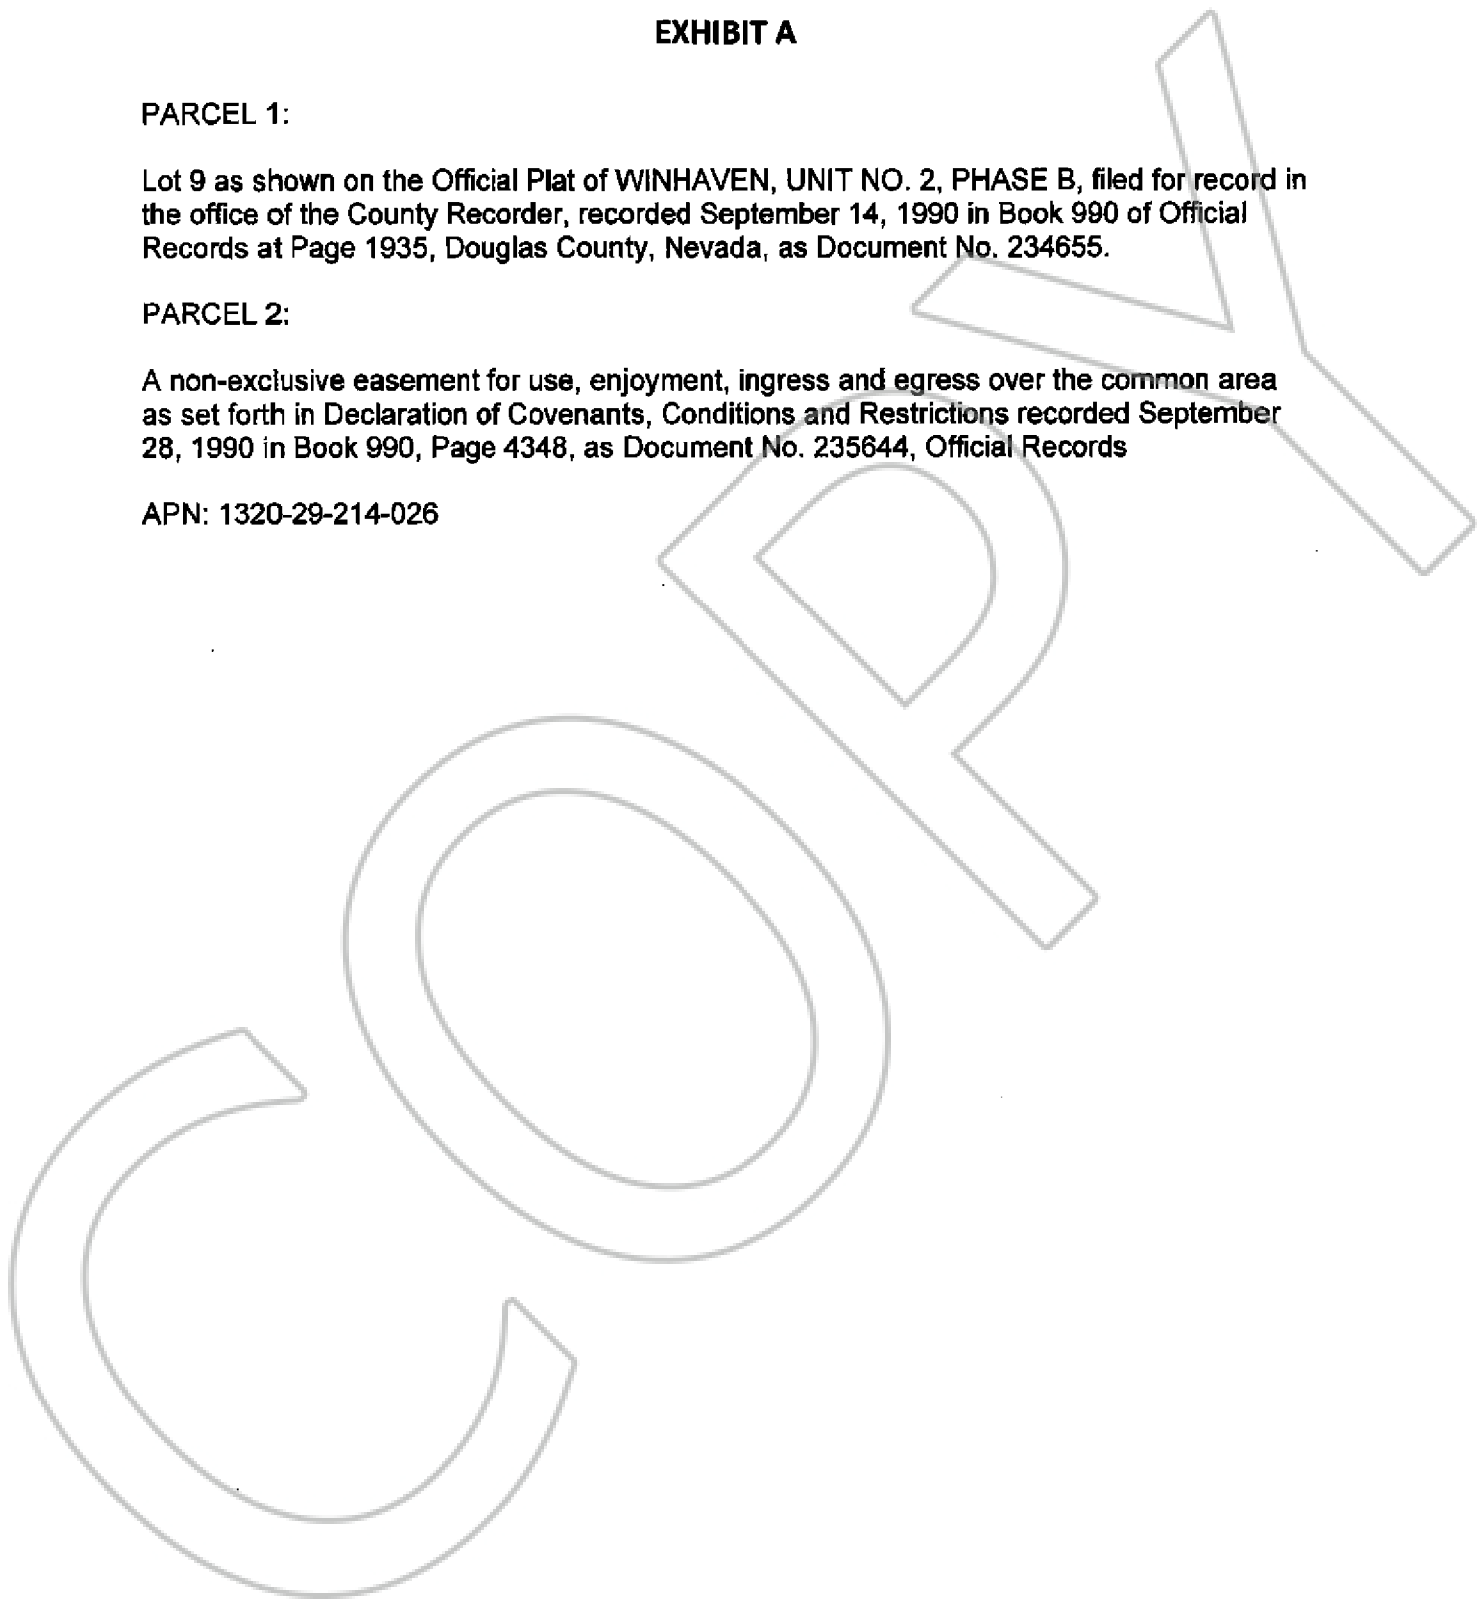 EXHIBIT A
PARCEL 1:
Lot 9 as shown on the Official Plat of WINHAVEN, UNIT NO. 2, PHASE B, filed for record in
the office of the County Recorder, recorded September 14, 1990 in Book 990 of Official
Records at Page 1935, Douglas County, Nevada, as Document No. 234655.
PARCEL 2:
A non-exclusive easement for use, enjoyment, ingress and egress over the common area
as set forth in Declaration of Covenants, Conditions and Restrictions recorded September
28, 1990 in Book 990, Page 4348, as Document No. 235644, Official Records
APN: 1320-29-214-026
COPY